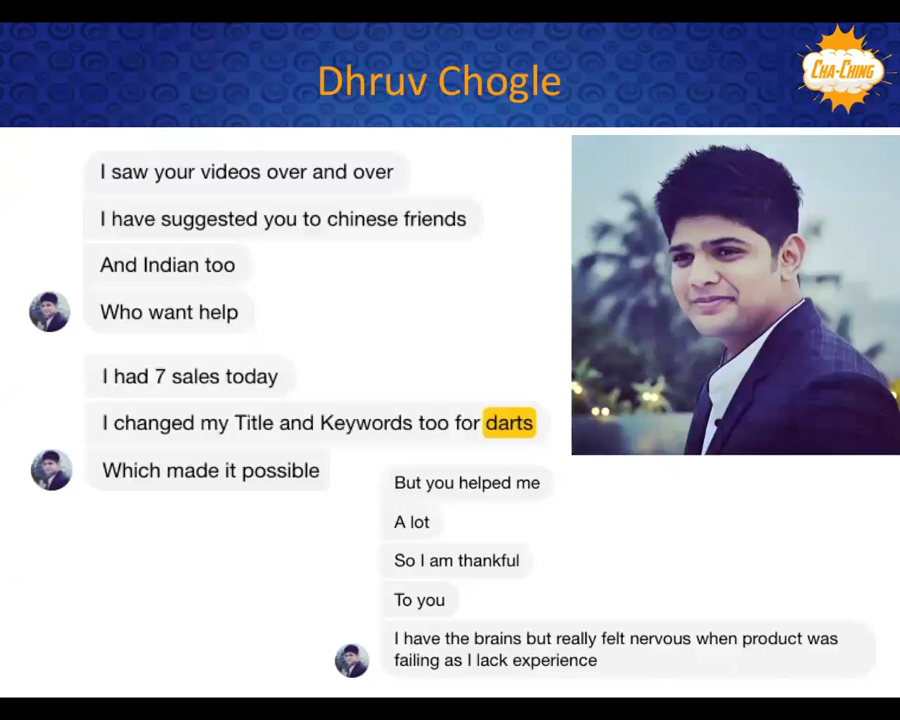 Dhruv Chogle
CHA-CHING
I saw your videos over and over
I have suggested you to chinese friends
And Indian too
Who want help
I had 7 sales today
I changed my Title and Keywords too for darts
Which made it possible
But you helped me
A lot
So I am thankful
To you
I have the brains but really felt nervous when product was
failing as I lack experience